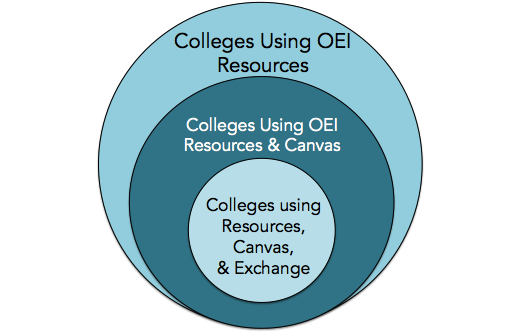 Colleges Using OEI
Resources
Colleges Using OEI
Resources & Canvas
Colleges using
Resources,
Canvas,
& Exchange